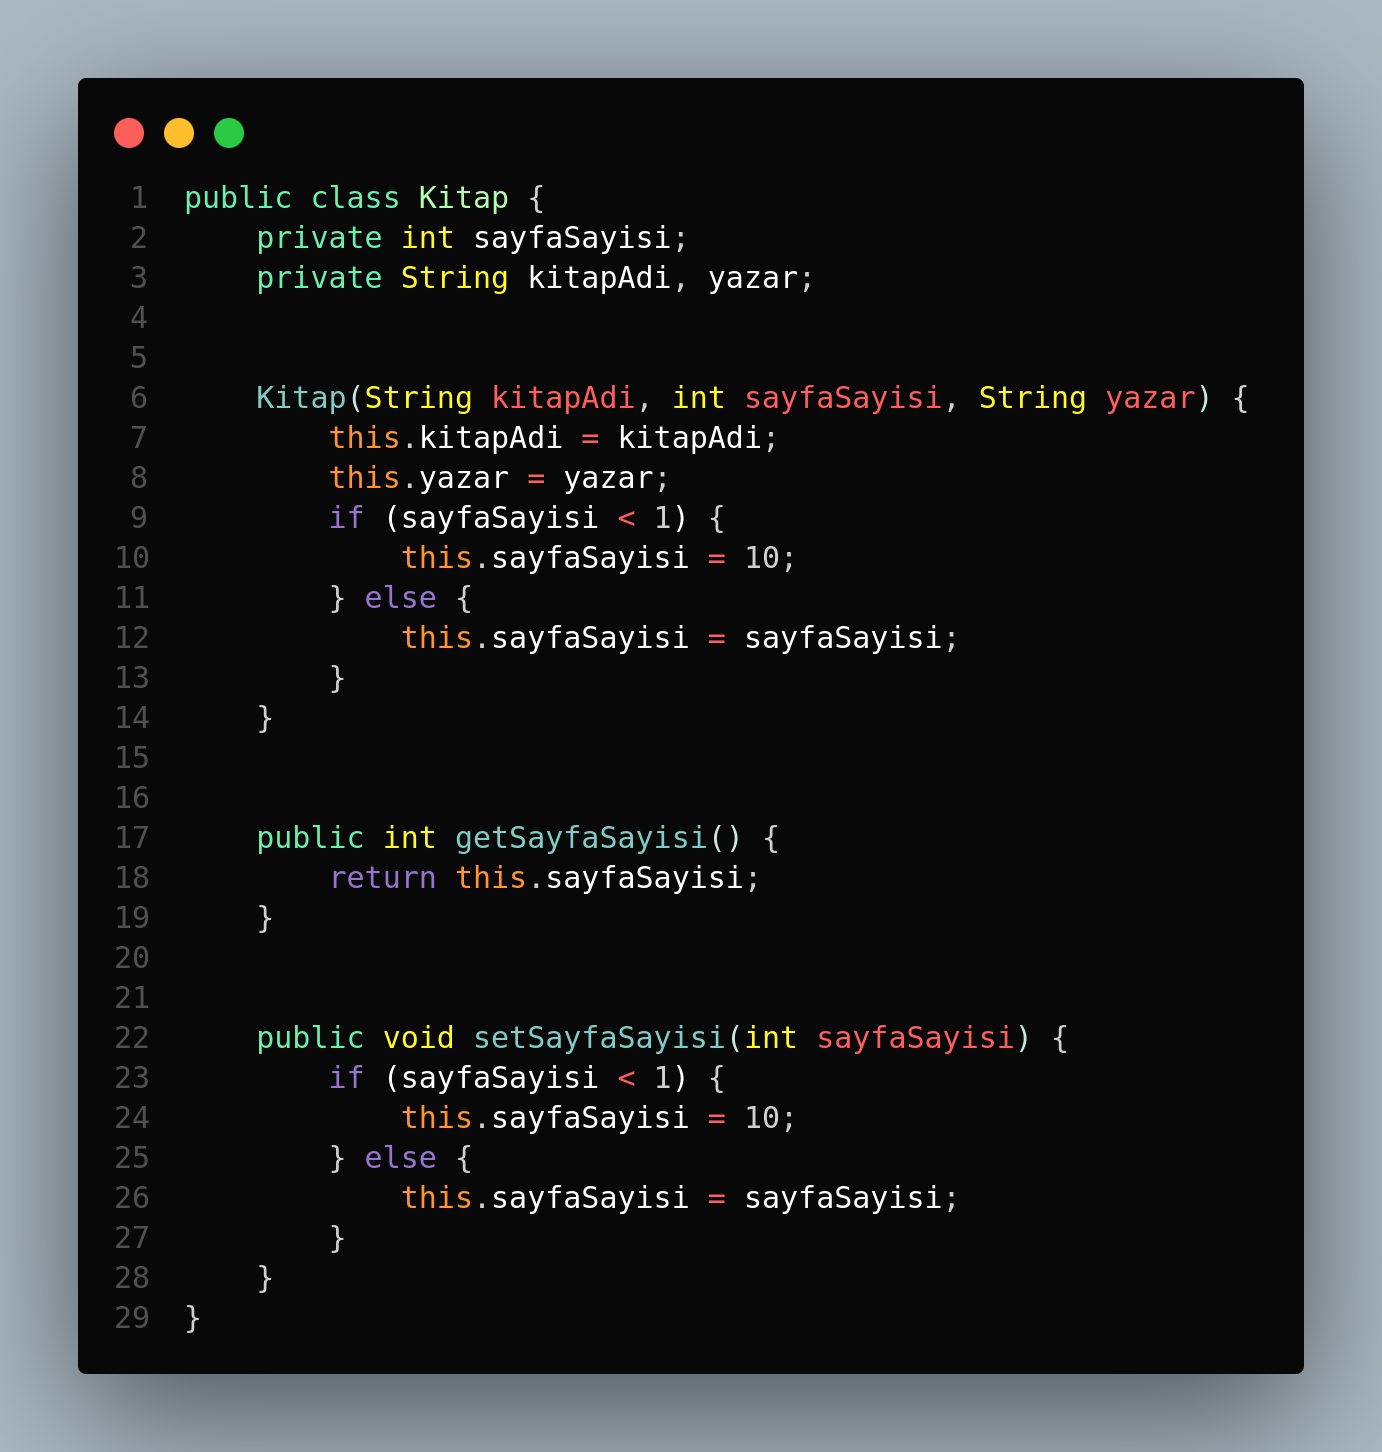 1 public class Kitap {
2     private int sayfaSayisi;
3     private String kitapAdi, yazar;
4
5
6     Kitap(String kitapAdi, int sayfaSayisi, String yazar) {
7         this.kitapAdi = kitapAdi;
8         this.yazar = yazar;
9         if (sayfaSayisi < 1) {
10             this.sayfaSayisi = 10;
11         } else {
12             this.sayfaSayisi = sayfaSayisi;
13         }
14     }
15
16
17     public int getSayfaSayisi() {
18         return this.sayfaSayisi;
19     }
20
21
22     public void setSayfaSayisi(int sayfaSayisi) {
23         if (sayfaSayisi < 1) {
24             this.sayfaSayisi = 10;
25         } else {
26             this.sayfaSayisi = sayfaSayisi;
27         }
28     }
29 }